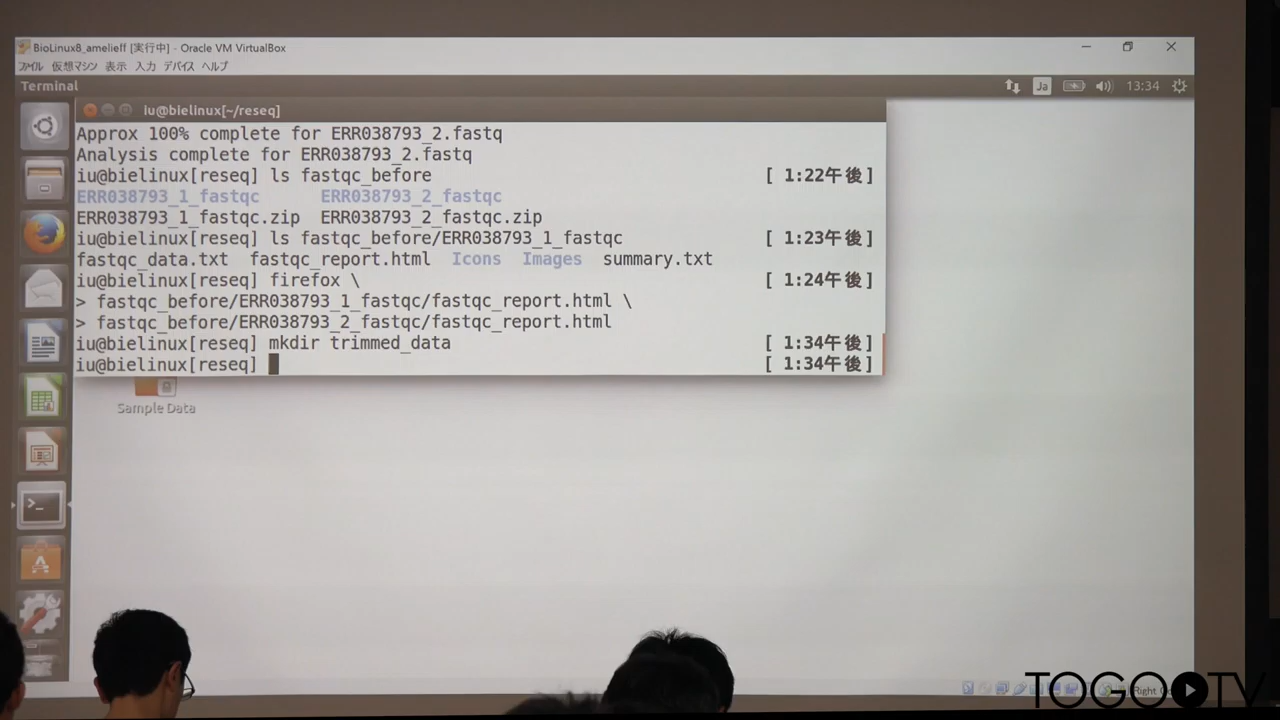 BioLinux8_amelieff [実行中] - Oracle VM VirtualBox
ファイル 仮想マシン 表示 入力 デバイス ヘルプ
Terminal
Ja
13:34
iu@bielinux[~/reseq]
Approx 100% complete for ERR038793_2.fastq
Analysis complete for ERR038793_2.fastq
iu@bielinux[reseq] ls fastqc_before [ 1:22午後]
ERR038793_1_fastqc ERR038793_2_fastqc
ERR038793_1_fastqc.zip ERR038793_2_fastqc.zip
iu@bielinux[reseq] ls fastqc_before/ERR038793_1_fastqc [ 1:23午後]
fastqc_data.txt fastqc_report.html Icons Images summary.txt
iu@bielinux[reseq] firefox \ [ 1:24午後]
> fastqc_before/ERR038793_1_fastqc/fastqc_report.html \
> fastqc_before/ERR038793_2_fastqc/fastqc_report.html
iu@bielinux[reseq] mkdir trimmed_data [ 1:34午後]
iu@bielinux[reseq] [ 1:34午後]
Sample Data
Right
TOGO TV